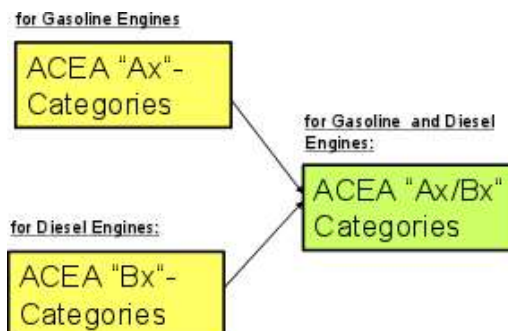 for Gasoline Engines
ACEA "Ax"-
Categories
for Gasoline and Diesel
Engines:
ACEA "Ax/Bx"
Categories
for Diesel Engines:
ACEA "Bx"-
Categories